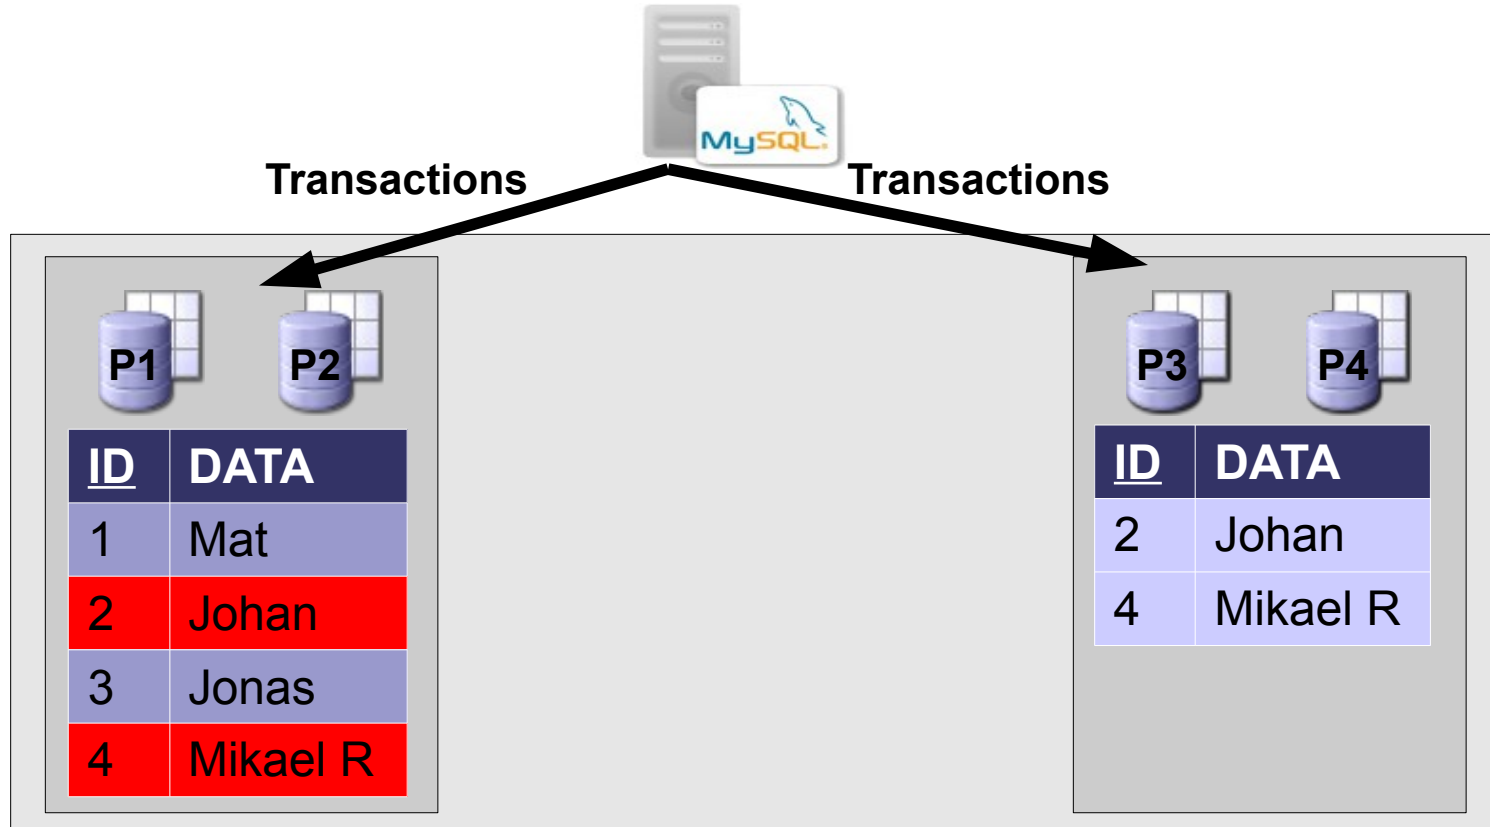 MySQL.
Transactions Transactions
P1 P2 P3 P4
ID DATA
1 Mat
2 Johan
3 Jonas
4 Mikael R
ID DATA
2 Johan
4 Mikael R